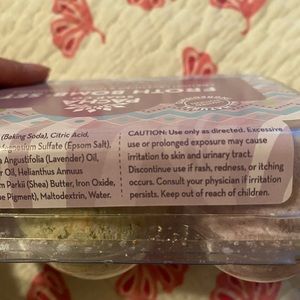 FROTH BOMB SET
(Baking Soda), Citric Acid,
Magnesium Sulfate (Epsom Salt),
Angustifolia (Lavender) Oil,
Oil, Helianthus Annuus
Parkii (Shea) Butter, Iron Oxide,
Pigment), Maltodextrin, Water.
CAUTION: Use only as directed. Excessive
use or prolonged exposure may cause
irritation to skin and urinary tract.
Discontinue use if rash, redness, or itching
occurs. Consult your physician if irritation
persists. Keep out of reach of children.